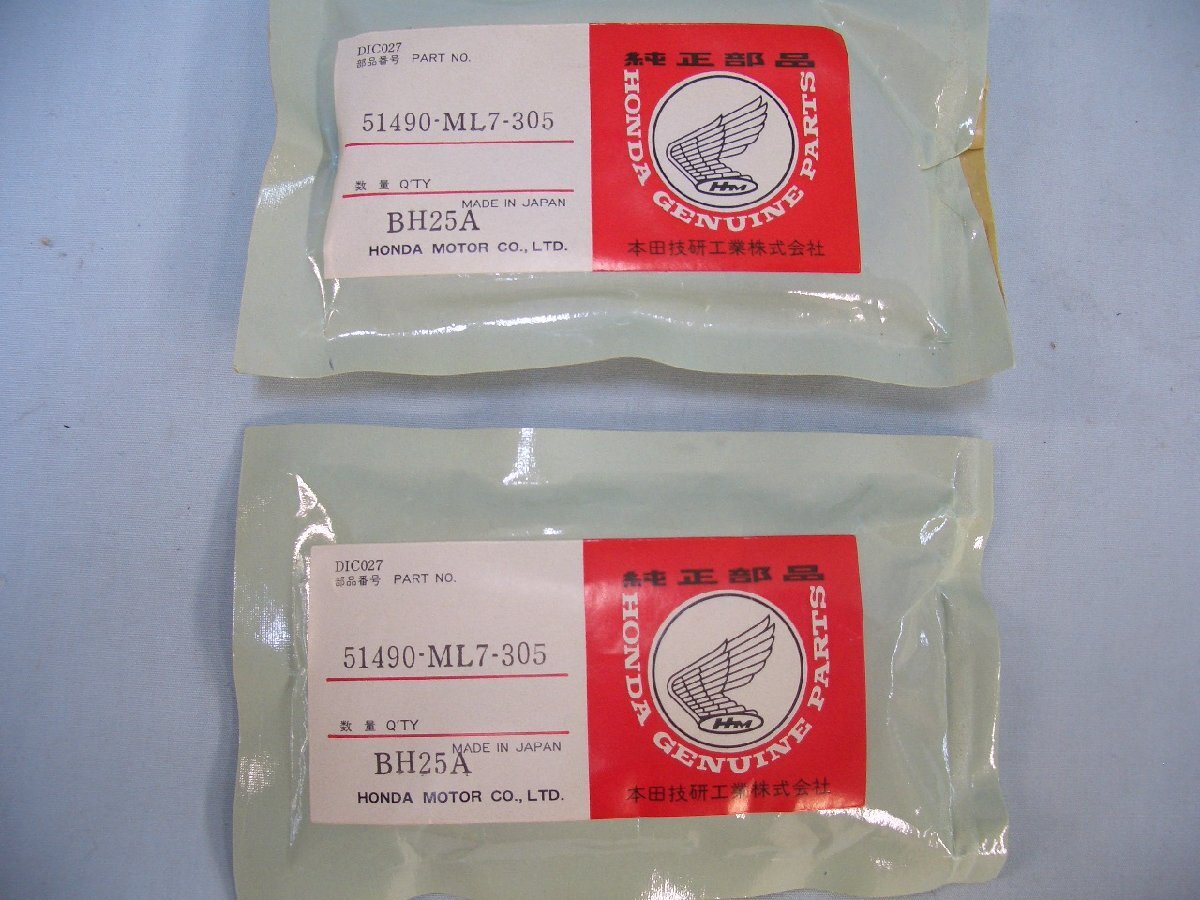 DIC027
部品番号 PART NO.
51490-ML7-305
数量 Q'TY
MADE IN JAPAN
BH25A
HONDA MOTOR CO., LTD.
純正部品
HONDA GENUINE PARTS
HM
本田技研工業株式会社
DIC027
部品番号 PART NO.
51490-ML7-305
数量 Q'TY
MADE IN JAPAN
BH25A
HONDA MOTOR CO., LTD.
純正部品
HONDA GENUINE PARTS
HM
本田技研工業株式会社